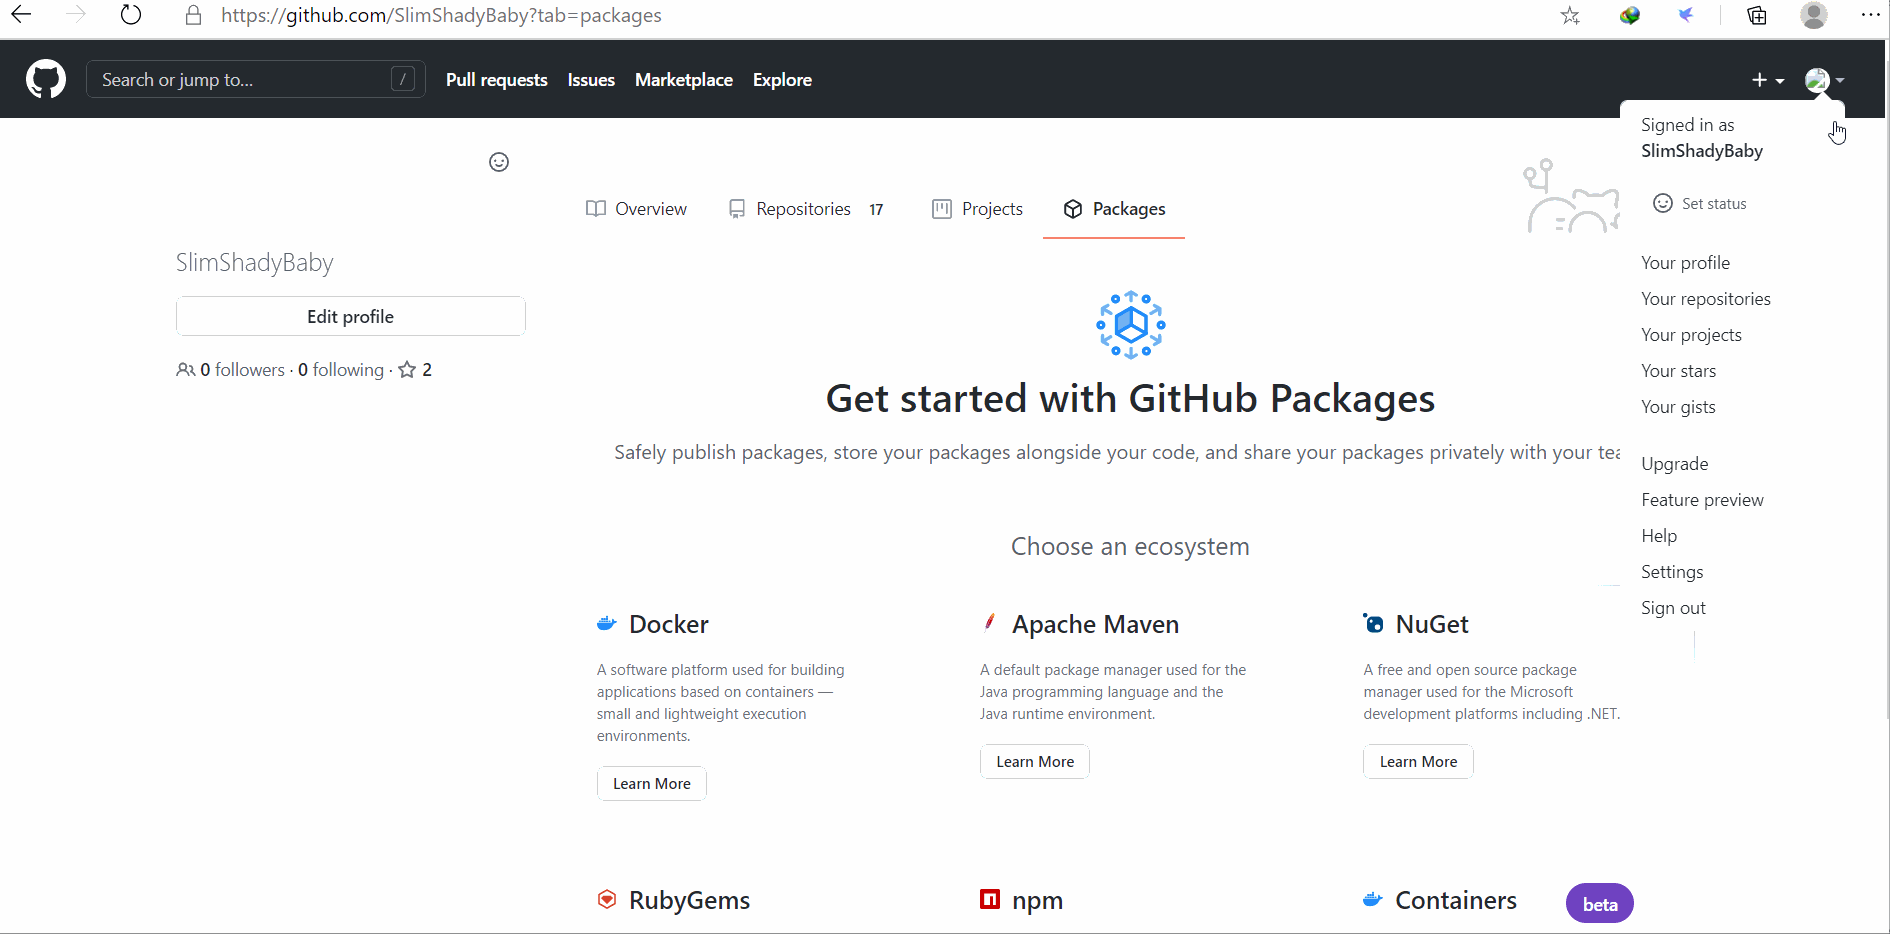 https://github.com/SlimShadyBaby?tab=packages
Search or jump to... /
Pull requests Issues Marketplace Explore
Signed in as
SlimShadyBaby
Set status
Your profile
Your repositories
Your projects
Your stars
Your gists
Upgrade
Feature preview
Help
Settings
Sign out
Overview Repositories 17 Projects Packages
SlimShadyBaby
Edit profile
0 followers · 0 following · 2
Get started with GitHub Packages
Safely publish packages, store your packages alongside your code, and share your packages privately with your tea
Choose an ecosystem
Docker
A software platform used for building
applications based on containers —
small and lightweight execution
environments.
Learn More
Apache Maven
A default package manager used for the
Java programming language and the
Java runtime environment.
Learn More
NuGet
A free and open source package
manager used for the Microsoft
development platforms including .NET.
Learn More
RubyGems
npm
Containers beta